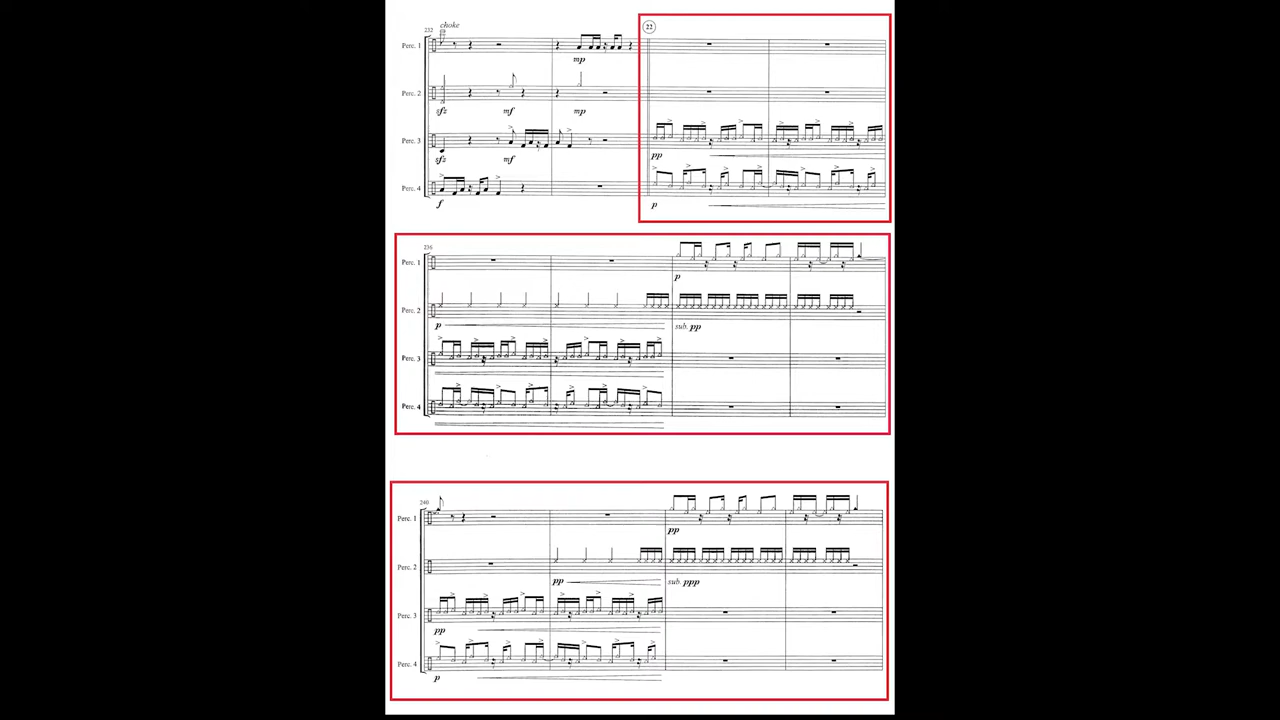 choke
232
22
Perc. 1
mp
Perc. 2
sfz mf mp
Perc. 3
sfz mf pp
Perc. 4
f p
236
Perc. 1
p
Perc. 2
p sub. pp
Perc. 3
Perc. 4
240
Perc. 1
pp
Perc. 2
pp sub. ppp
Perc. 3
pp
Perc. 4
p